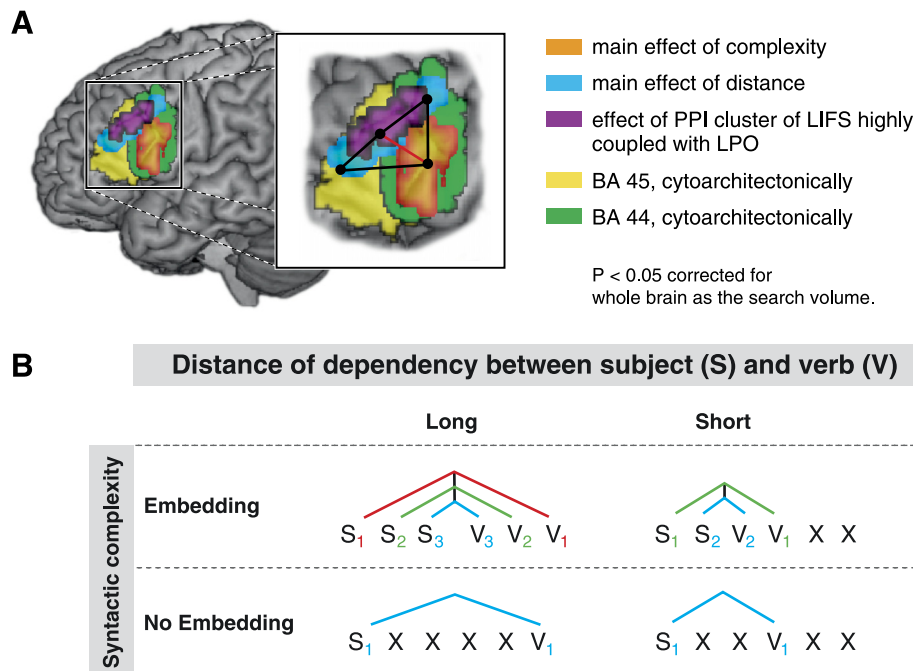 A
main effect of complexity
main effect of distance
effect of PPI cluster of LIFS highly
coupled with LPO
BA 45, cytoarchitectonically
BA 44, cytoarchitectonically
P < 0.05 corrected for
whole brain as the search volume.
B
Distance of dependency between subject (S) and verb (V)
Long Short
Syntactic complexity
Embedding
S₁ S₂ S₃ V₃ V₂ V₁ S₁ S₂ V₂ V₁ X X
No Embedding
S₁ X X X X V₁ S₁ X X V₁ X X